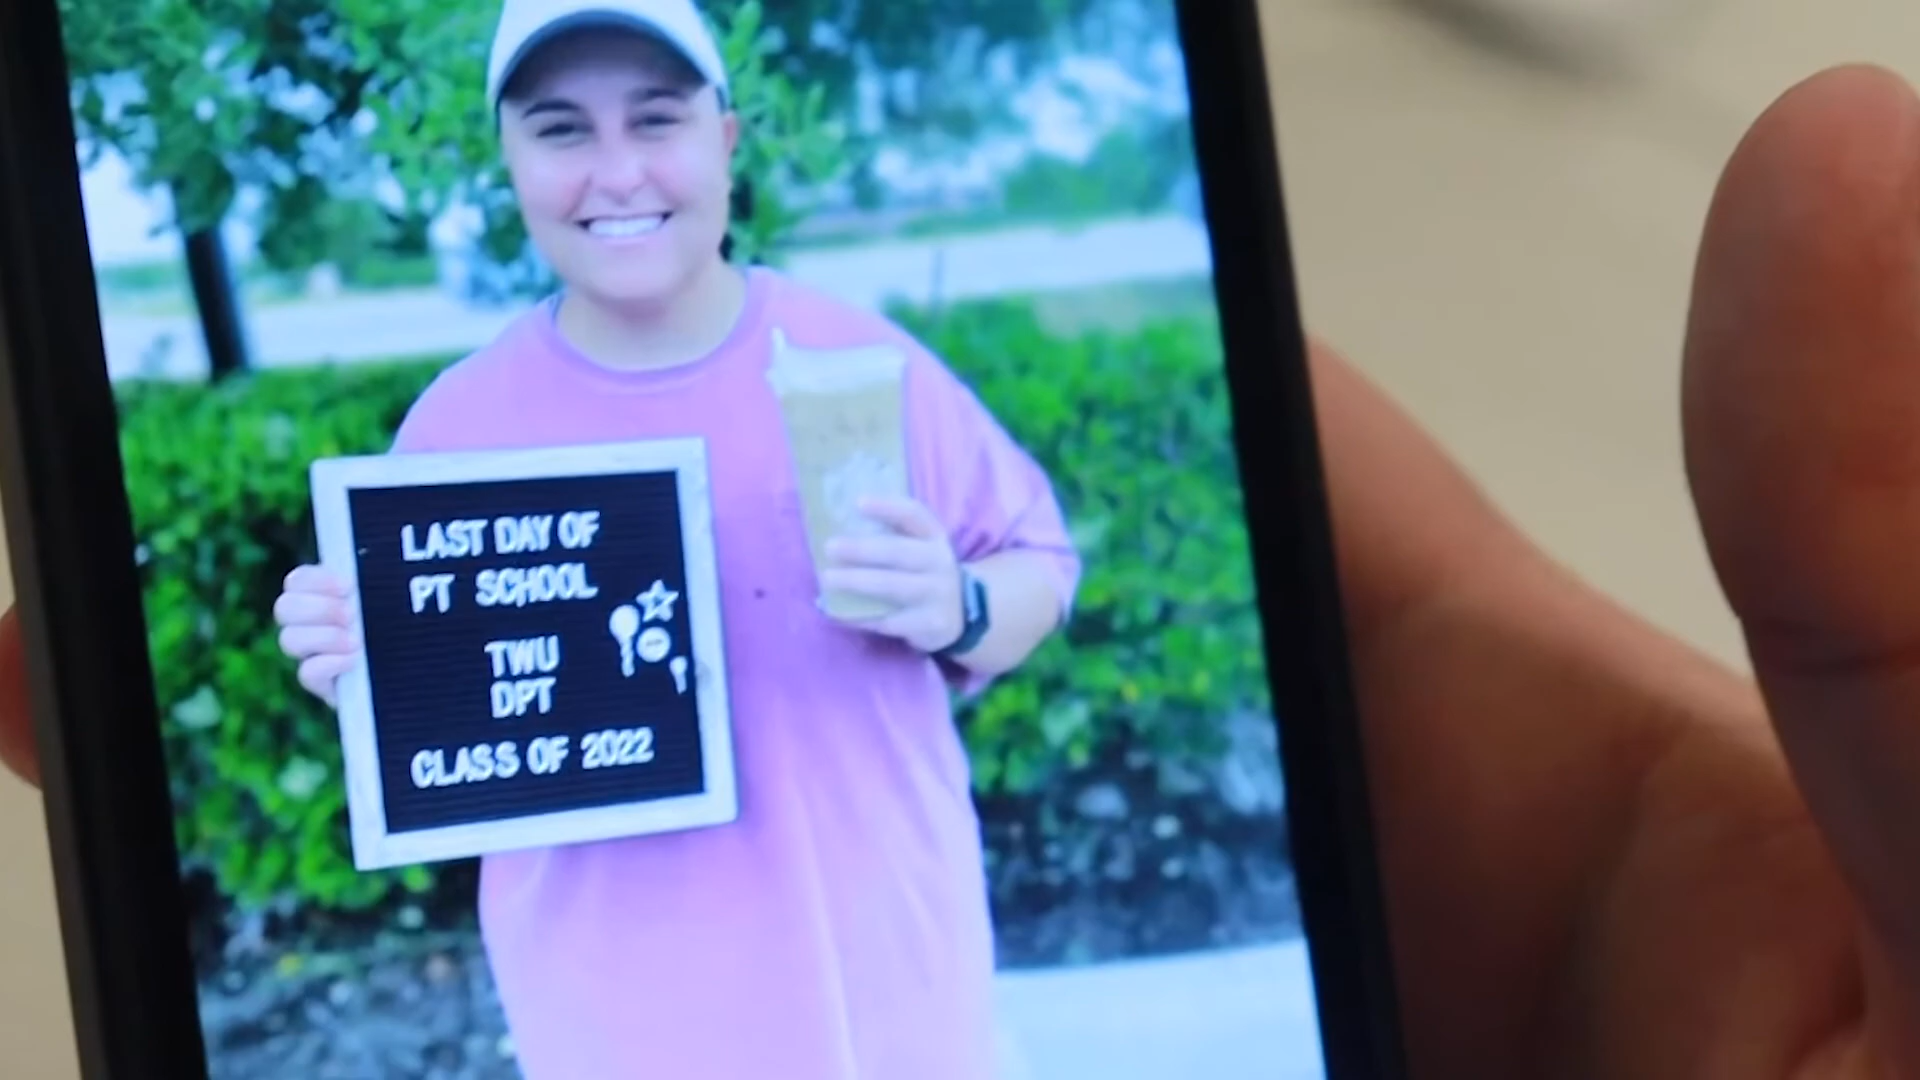 LAST DAY OF
PT SCHOOL
TWU
DPT
CLASS OF 2022